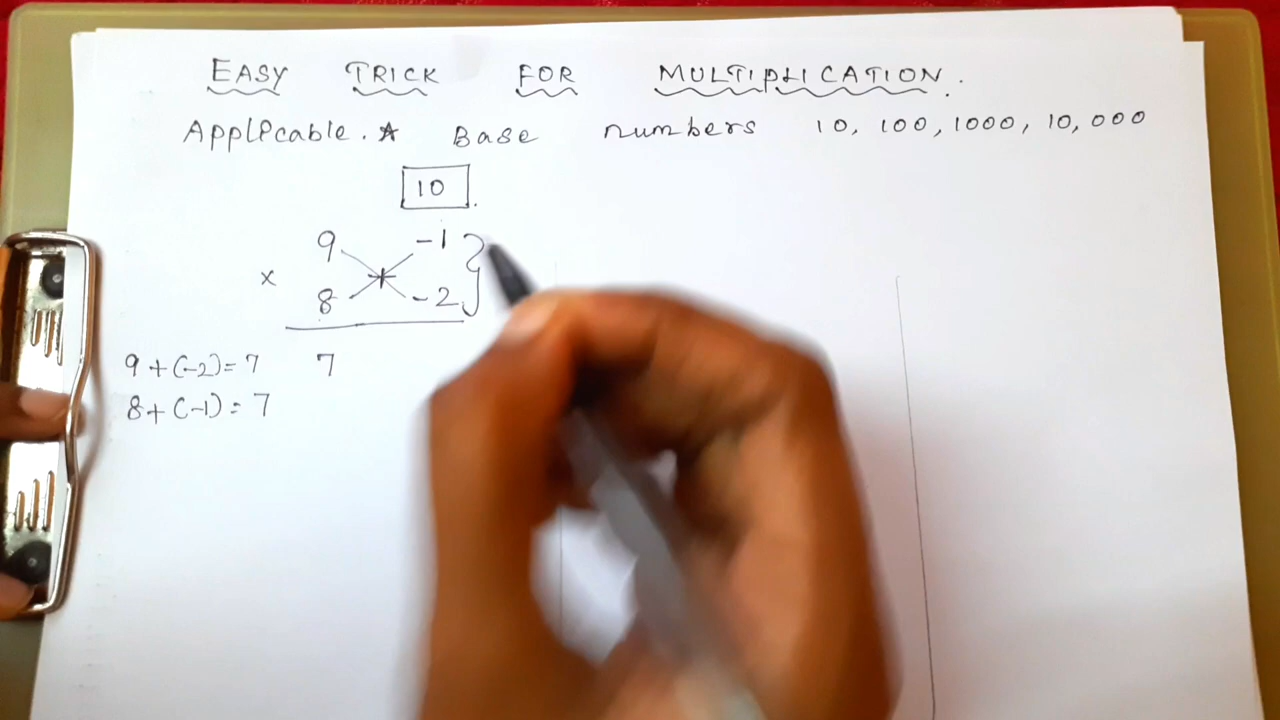 EASY TRICK FOR MULTIPLICATION.
Applicable. * Base numbers 10, 100, 1000, 10,000
10.
9 -1
×
8 -2
9+(-2)= 7 7
8+(-1) = 7